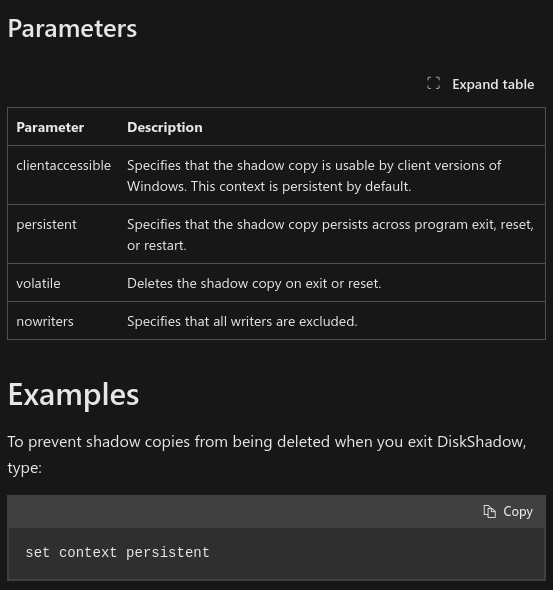 Parameters
Expand table
Parameter Description
clientaccessible Specifies that the shadow copy is usable by client versions of
Windows. This context is persistent by default.
persistent Specifies that the shadow copy persists across program exit, reset,
or restart.
volatile Deletes the shadow copy on exit or reset.
nowriters Specifies that all writers are excluded.
Examples
To prevent shadow copies from being deleted when you exit DiskShadow,
type:
Copy
set context persistent